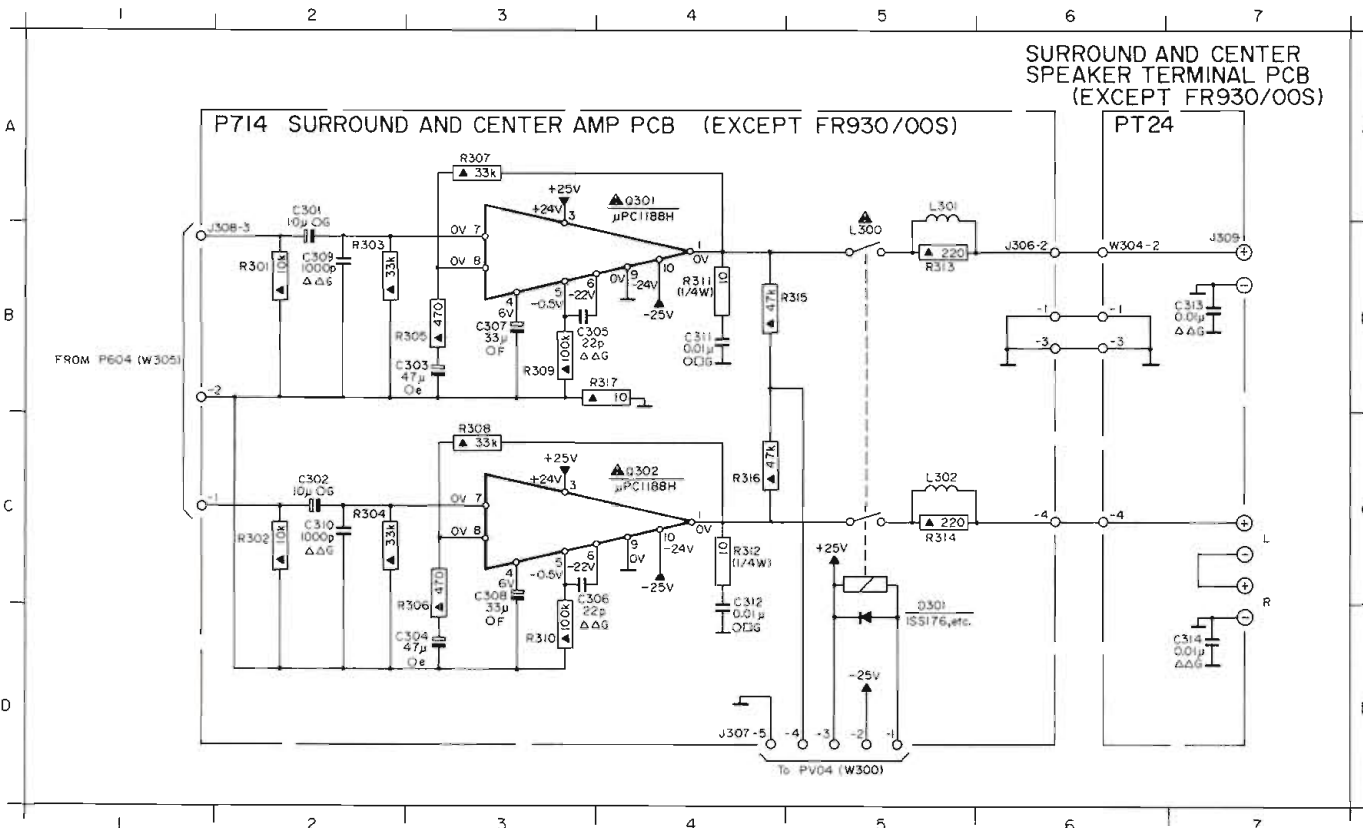 1 2 3 4 5 6 7
SURROUND AND CENTER
SPEAKER TERMINAL PCB
(EXCEPT FR930/00S)
A
P714 SURROUND AND CENTER AMP PCB (EXCEPT FR930/00S)
PT24
R307
▲ 33k
+25V
+24V 3
Q301
μPC1188H
C301
10μ OG
J308-3
R301
10k
C309
1000p
△△G
R303
33k
0V 7
0V 8
1
0V
L300
L301
▲ 220
R313
J306-2
W304-2
J309
+
−
B
4
6V
5
-0.5V
6
-22V
9
0V
10
-24V
-25V
R311
(1/4W)
10
R315
47k
-1
-1
-3
-3
C313
0.01μ
△△G
FROM P604 (W305)
R305
470
C303
47μ
Oe
C307
33μ
OF
C305
22p
△△G
R309
100k
C311
0.01μ
O□G
R317
▲ 10
-2
R308
▲ 33k
+25V
+24V 3
Q302
μPC1188H
R316
47k
C
C302
10μ OG
-1
R302
10k
C310
1000p
△△G
R304
33k
0V 7
0V 8
1
0V
L302
▲ 220
R314
-4
-4
+
L
−
+
R
−
4
6V
5
-0.5V
6
-22V
9
0V
10
-24V
-25V
R312
(1/4W)
10
+25V
R306
470
C304
47μ
Oe
C308
33μ
OF
C306
22p
△△G
R310
100k
C312
0.01μ
O□G
D301
1SS176,etc.
C314
0.01μ
△△G
D
-25V
J307-5 -4 -3 -2 -1
To PV04 (W300)
1 2 3 4 5 6 7